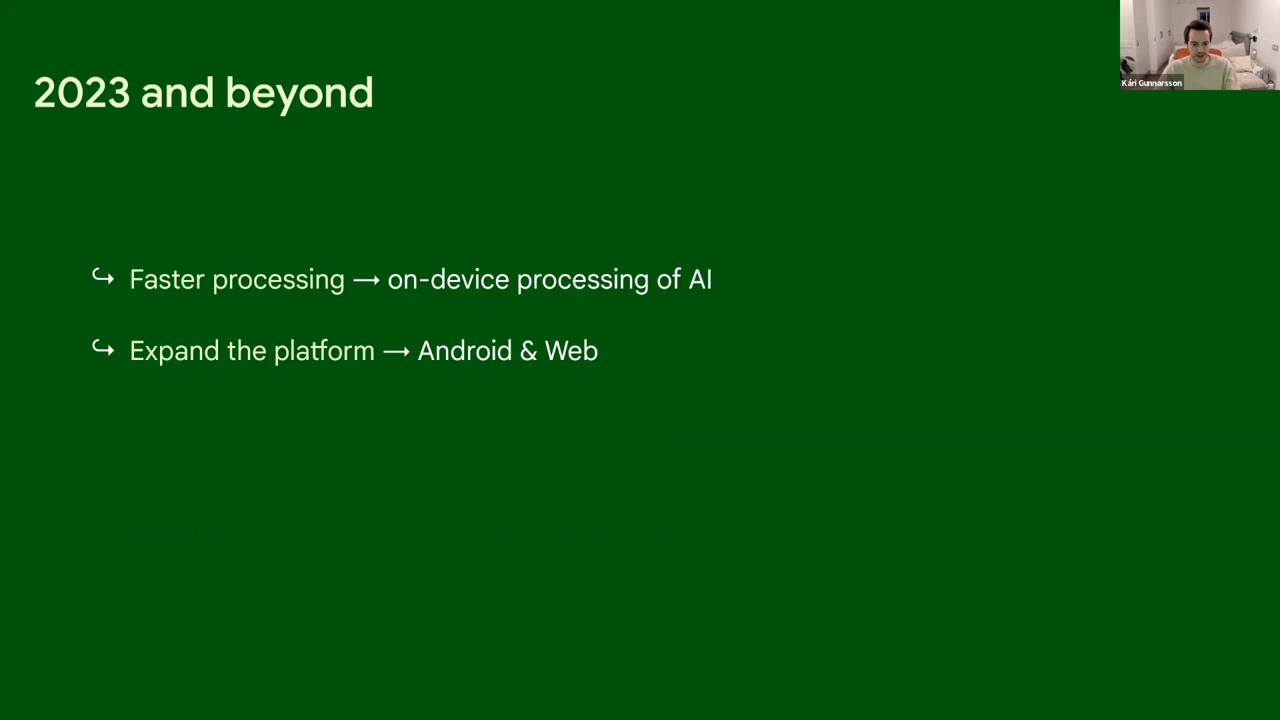 2023 and beyond
Kári Gunnarsson
↪ Faster processing → on-device processing of AI
↪ Expand the platform → Android & Web